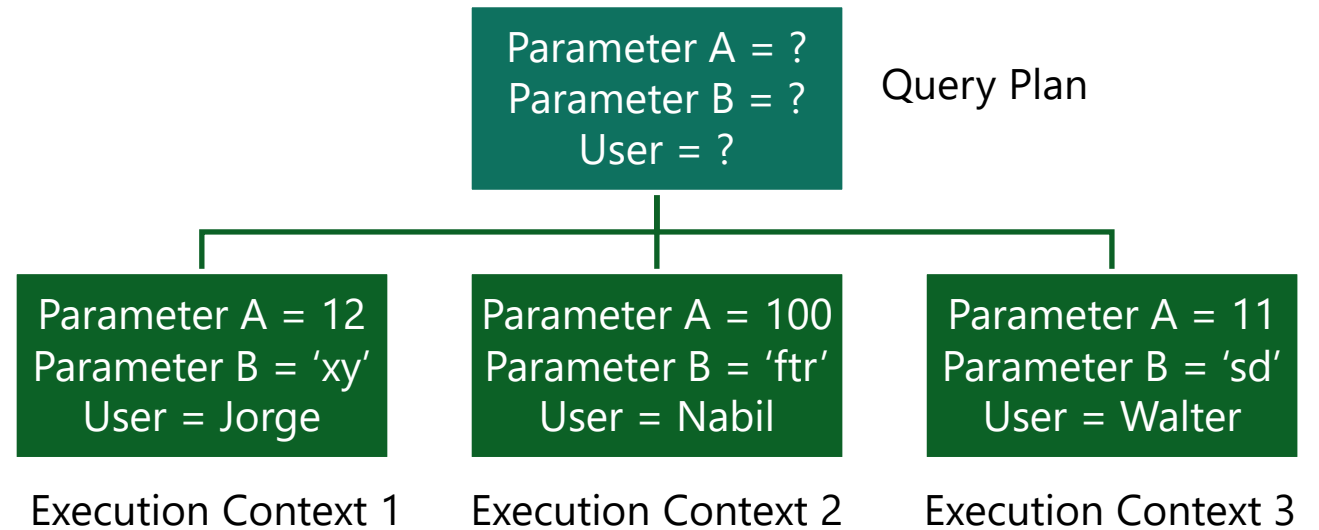 Parameter A = ?
Parameter B = ?
User = ?
Query Plan
Parameter A = 12
Parameter B = ‘xy’
User = Jorge
Parameter A = 100
Parameter B = ‘ftr’
User = Nabil
Parameter A = 11
Parameter B = ‘sd’
User = Walter
Execution Context 1
Execution Context 2
Execution Context 3